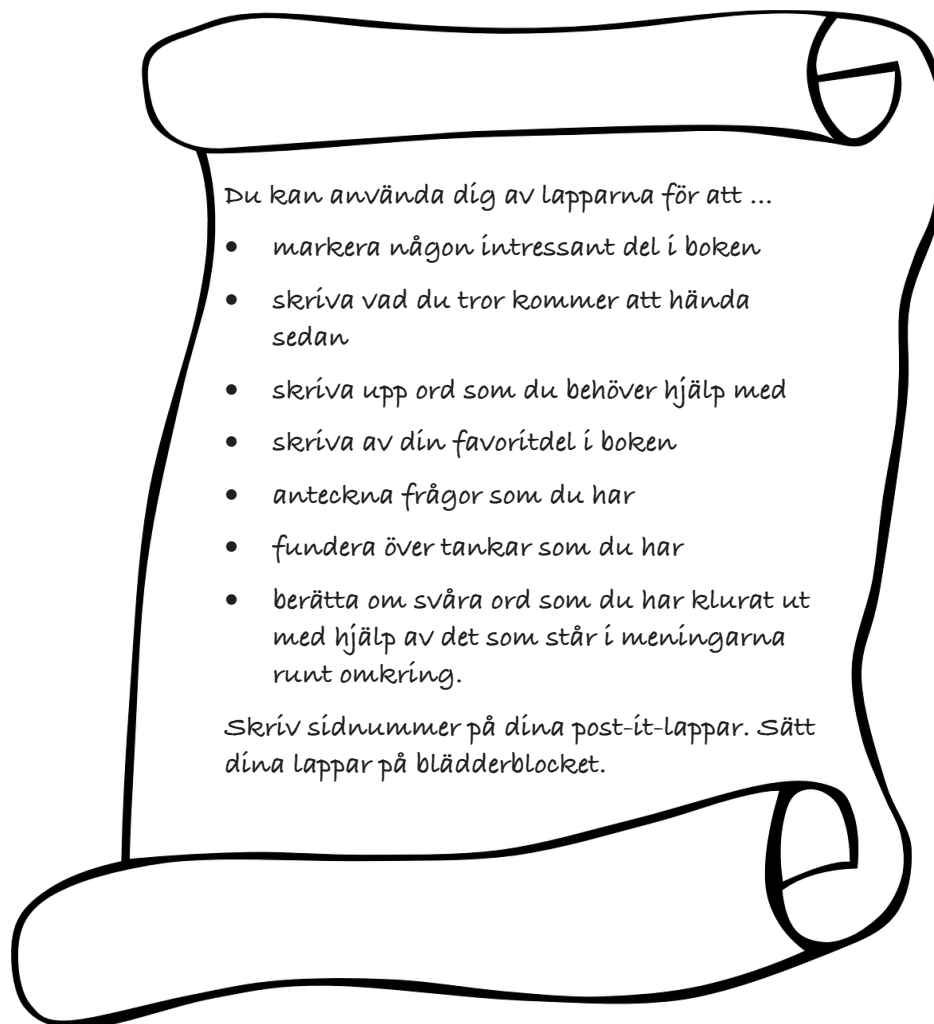 Du kan använda dig av lapparna för att ...
• markera någon intressant del i boken
• skriva vad du tror kommer att hända
sedan
• skriva upp ord som du behöver hjälp med
• skriva av din favoritdel i boken
• anteckna frågor som du har
• fundera över tankar som du har
• berätta om svåra ord som du har klurat ut
med hjälp av det som står i meningarna
runt omkring.
Skriv sidnummer på dina post-it-lappar. Sätt
dina lappar på blädderblocket.